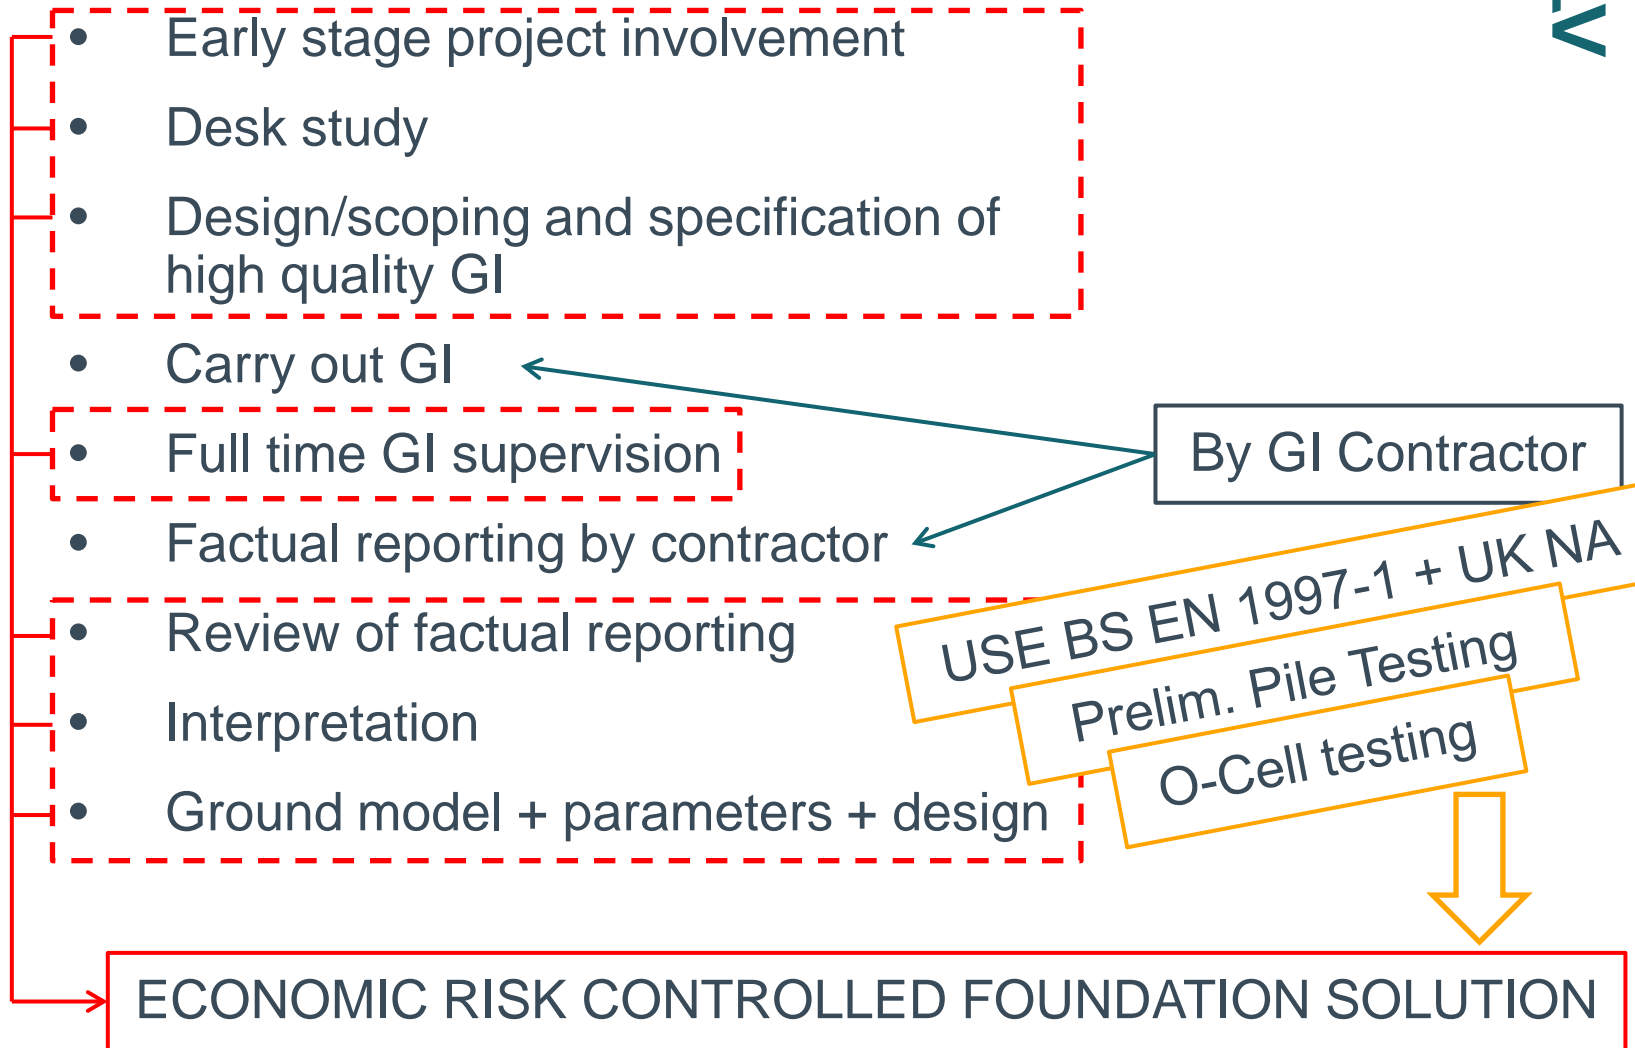 • Early stage project involvement
• Desk study
• Design/scoping and specification of
high quality GI
• Carry out GI
• Full time GI supervision
By GI Contractor
• Factual reporting by contractor
USE BS EN 1997-1 + UK NA
• Review of factual reporting
Prelim. Pile Testing
• Interpretation
O-Cell testing
• Ground model + parameters + design
ECONOMIC RISK CONTROLLED FOUNDATION SOLUTION